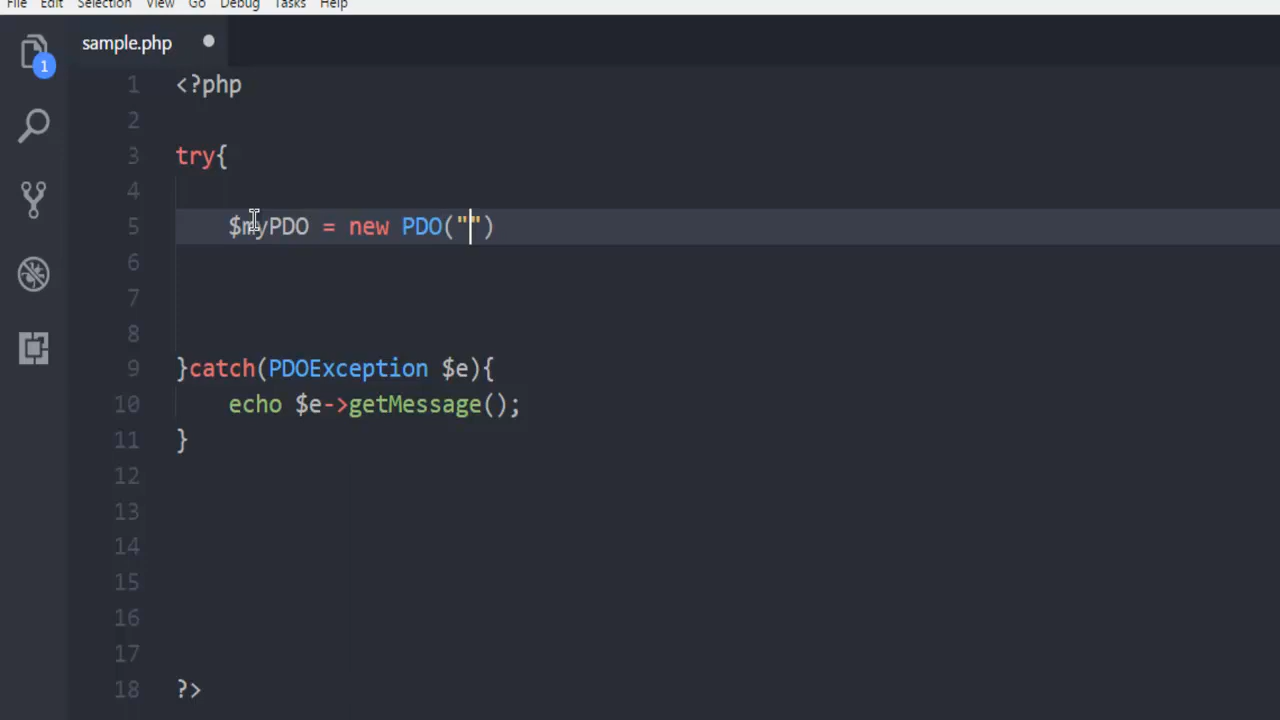 File Edit Selection View Go Debug Tasks Help
sample.php
1
1 <?php
2
3 try{
4
5 $myPDO = new PDO("")
6
7
8
9 }catch(PDOException $e){
10 echo $e->getMessage();
11 }
12
13
14
15
16
17
18 ?>